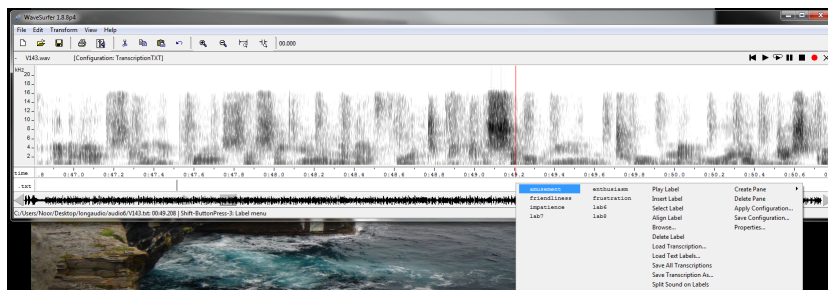 WaveSurfer 1.8.8p4
File Edit Transform View Help
00.000
- V143.wav [Configuration: TranscriptionTXT]
kHz
20
18
16
14
12
10
8
6
4
2
time .8 0:47.0 0:47.2 0:47.4 0:47.6 0:47.8 0:48.0 0:48.2 0:48.4 0:48.6 0:48.8 0:49.0 0:49.2 0:49.4 0:49.6 0:49.8 0:50.0 0:50.2 0:50.4 0:50.6 0
.txt
C:/Users/Noor/Desktop/longaudio/audio6/V143.txt: 00:49.208 | Shift-ButtonPress-3: Label menu
amusement enthusiasm Play Label Create Pane
friendliness frustration Insert Label Delete Pane
impatience lab6 Select Label Apply Configuration...
lab7 lab8 Align Label Save Configuration...
Browse... Properties...
Delete Label
Load Transcription...
Load Text Labels...
Save All Transcriptions
Save Transcription As...
Split Sound on Labels